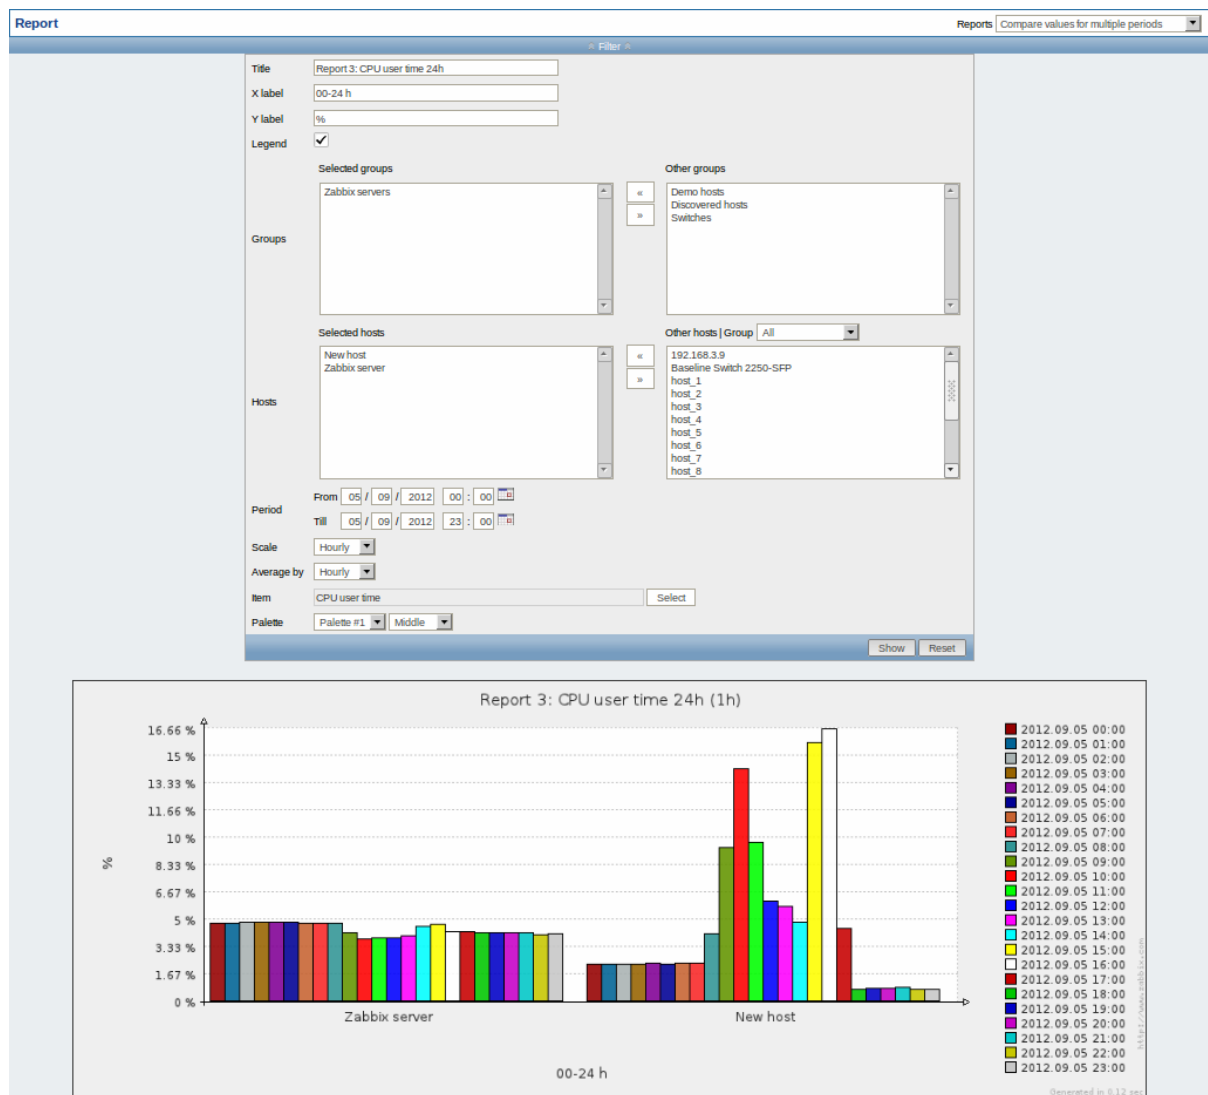 Report
Reports Compare values for multiple periods
Filter
Title Report 3: CPU user time 24h
X label 00-24 h
Y label %
Legend
Selected groups Other groups
Groups
Zabbix servers
« »
Demo hosts
Discovered hosts
Switches
Selected hosts Other hosts | Group All
Hosts
New host
Zabbix server
« »
192.168.3.9
Baseline Switch 2250-SFP
host_1
host_2
host_3
host_4
host_5
host_6
host_7
host_8
Period
From 05 / 09 / 2012 00 : 00
Till 05 / 09 / 2012 23 : 00
Scale Hourly
Average by Hourly
Item CPU user time Select
Palette Palette #1 Middle
Show Reset
Report 3: CPU user time 24h (1h)
%
16.66 %
15 %
13.33 %
11.66 %
10 %
8.33 %
6.67 %
5 %
3.33 %
1.67 %
0 %
Zabbix server New host
00-24 h
2012.09.05 00:00
2012.09.05 01:00
2012.09.05 02:00
2012.09.05 03:00
2012.09.05 04:00
2012.09.05 05:00
2012.09.05 06:00
2012.09.05 07:00
2012.09.05 08:00
2012.09.05 09:00
2012.09.05 10:00
2012.09.05 11:00
2012.09.05 12:00
2012.09.05 13:00
2012.09.05 14:00
2012.09.05 15:00
2012.09.05 16:00
2012.09.05 17:00
2012.09.05 18:00
2012.09.05 19:00
2012.09.05 20:00
2012.09.05 21:00
2012.09.05 22:00
2012.09.05 23:00
http://www.zabbix.com
Generated in 0.12 sec